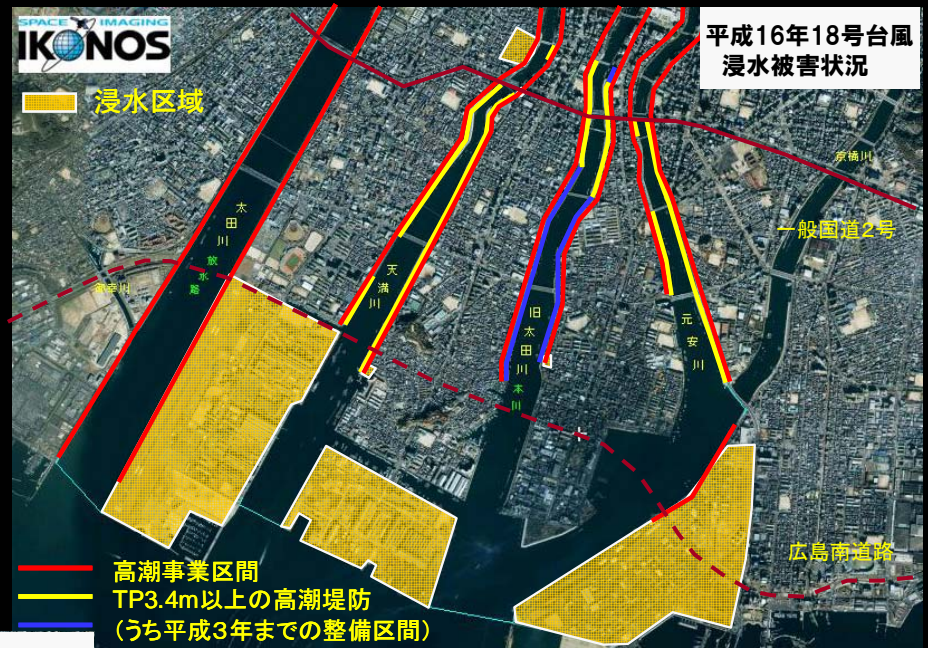 SPACE IMAGING
IKONOS
平成16年18号台風
浸水被害状況
浸水区域
京橋川
一般国道2号
太田川
放水路
御幸川
天満川
旧太田川
本川
元安川
広島南道路
高潮事業区間
TP3.4m以上の高潮堤防
(うち平成3年までの整備区間)